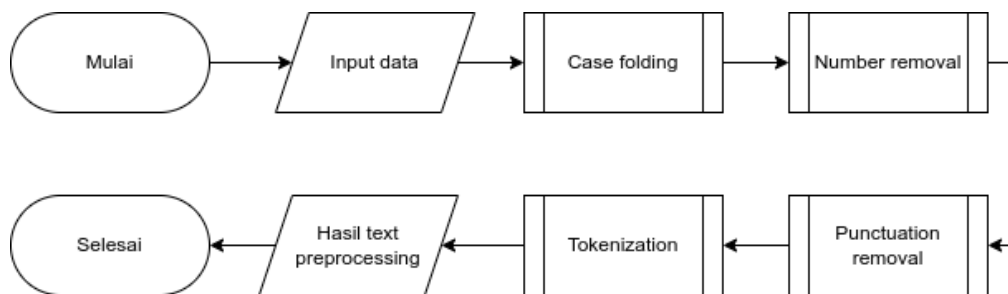 Mulai
Input data
Case folding
Number removal
Punctuation
removal
Tokenization
Hasil text
preprocessing
Selesai